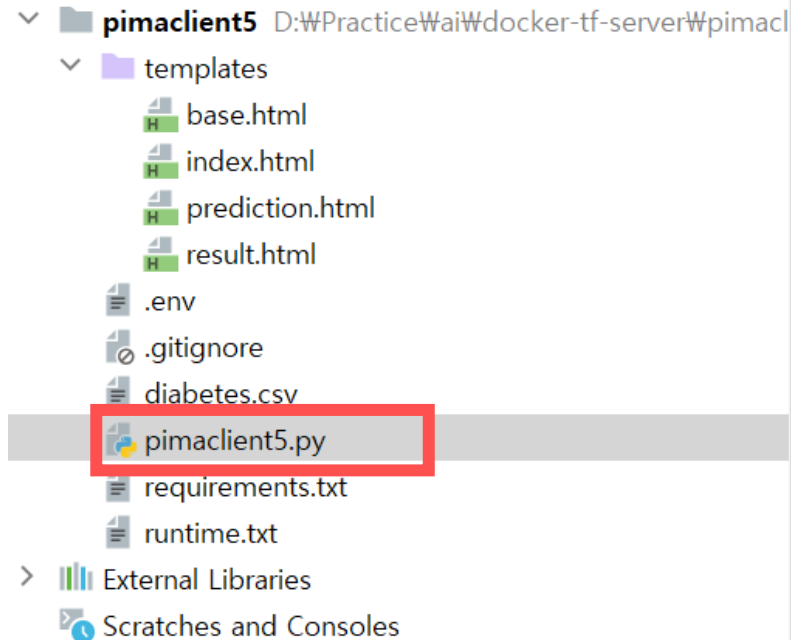 pimaclient5 D:₩Practice₩ai₩docker-tf-server₩pimacl
templates
H base.html
H index.html
H prediction.html
H result.html
.env
.gitignore
diabetes.csv
pimaclient5.py
requirements.txt
runtime.txt
External Libraries
Scratches and Consoles